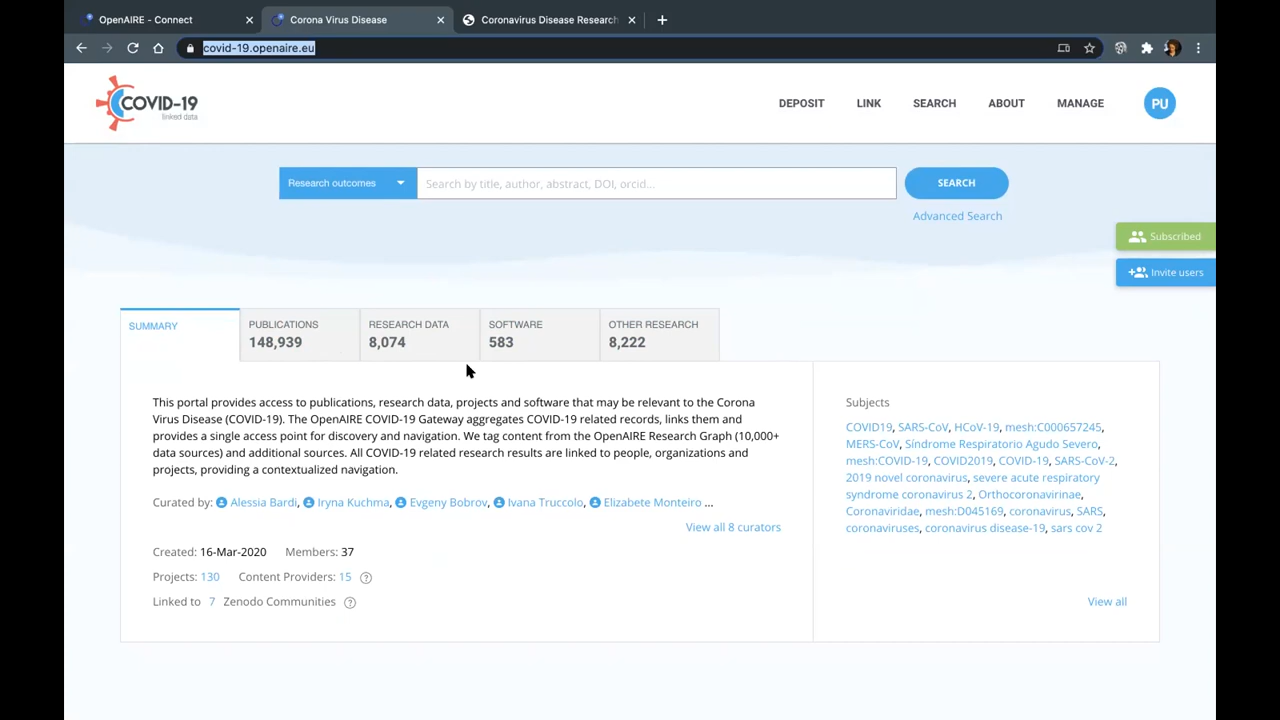 OpenAIRE - Connect
Corona Virus Disease
Coronavirus Disease Research
covid-19.openaire.eu
COVID-19
linked data
DEPOSIT LINK SEARCH ABOUT MANAGE PU
Research outcomes Search by title, author, abstract, DOI, orcid... SEARCH
Advanced Search
Subscribed
Invite users
SUMMARY
PUBLICATIONS
148,939
RESEARCH DATA
8,074
SOFTWARE
583
OTHER RESEARCH
8,222
This portal provides access to publications, research data, projects and software that may be relevant to the Corona
Virus Disease (COVID-19). The OpenAIRE COVID-19 Gateway aggregates COVID-19 related records, links them and
provides a single access point for discovery and navigation. We tag content from the OpenAIRE Research Graph (10,000+
data sources) and additional sources. All COVID-19 related research results are linked to people, organizations and
projects, providing a contextualized navigation.
Curated by: Alessia Bardi, Iryna Kuchma, Evgeny Bobrov, Ivana Truccolo, Elizabete Monteiro ...
View all 8 curators
Created: 16-Mar-2020 Members: 37
Projects: 130 Content Providers: 15 ?
Linked to 7 Zenodo Communities ?
Subjects
COVID19, SARS-CoV, HCoV-19, mesh:C000657245,
MERS-CoV, Síndrome Respiratorio Agudo Severo,
mesh:COVID-19, COVID2019, COVID-19, SARS-CoV-2,
2019 novel coronavirus, severe acute respiratory
syndrome coronavirus 2, Orthocoronavirinae,
Coronaviridae, mesh:D045169, coronavirus, SARS,
coronaviruses, coronavirus disease-19, sars cov 2
View all